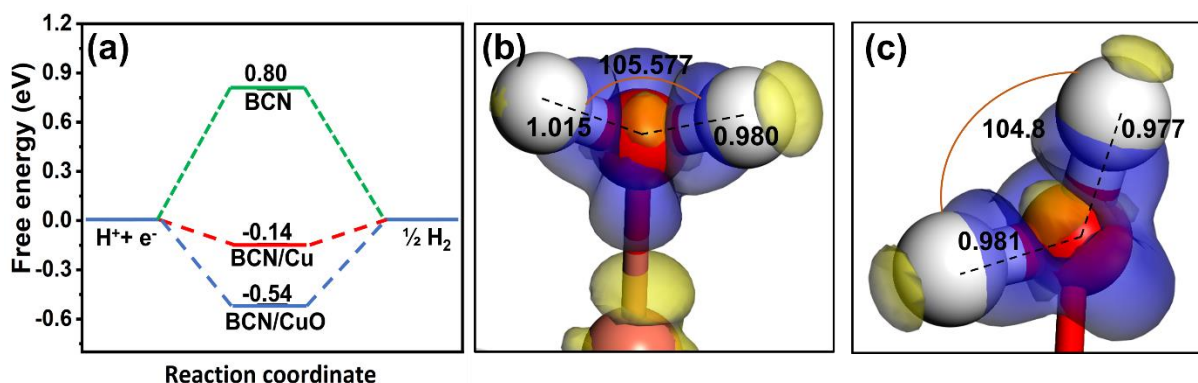 (a)
Free energy (eV)
1.2
0.9
0.6
0.3
0.0
-0.3
-0.6
0.80
BCN
H⁺+ e⁻
½ H₂
-0.14
BCN/Cu
-0.54
BCN/CuO
Reaction coordinate
(b)
105.577
1.015
0.980
(c)
104.8
0.977
0.981